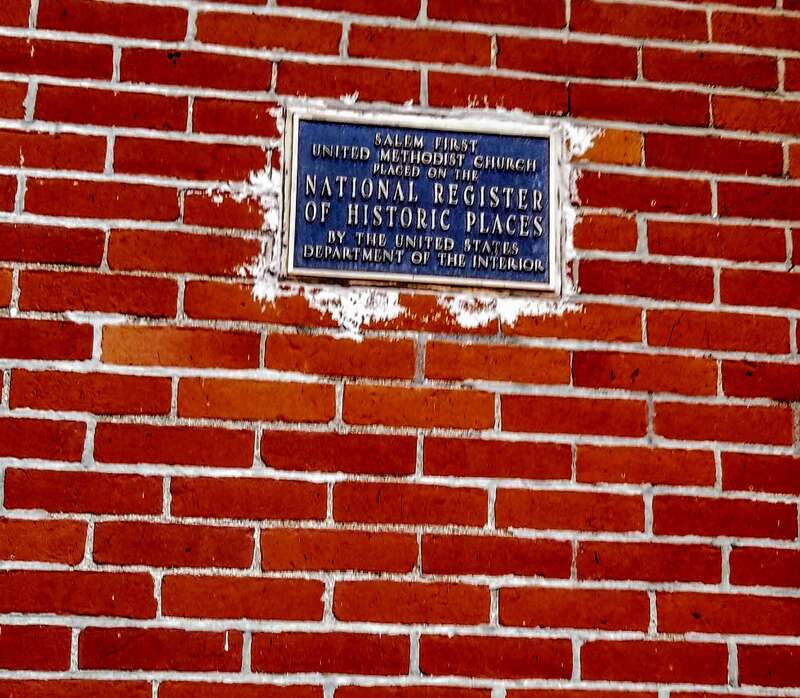 SALEM FIRST
UNITED METHODIST CHURCH
PLACED ON THE
NATIONAL REGISTER
OF HISTORIC PLACES
BY THE UNITED STATES
DEPARTMENT OF THE INTERIOR